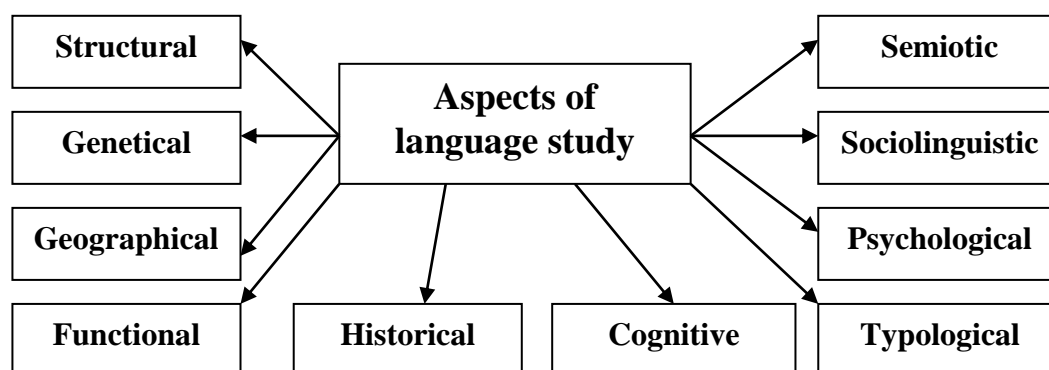 Structural
Semiotic
Aspects of
language study
Genetical
Sociolinguistic
Geographical
Psychological
Functional
Historical
Cognitive
Typological